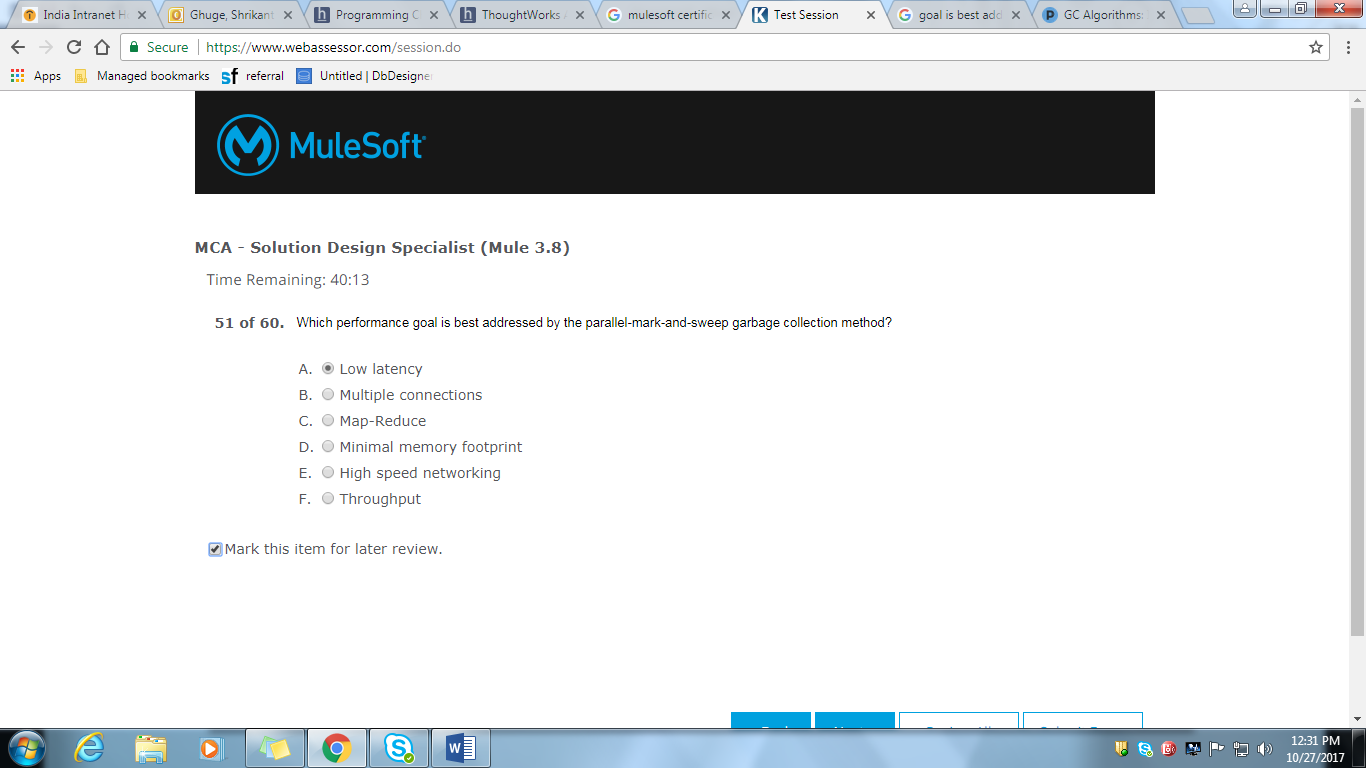 India Intranet H
Ghuge, Shrikant
Programming C
ThoughtWorks A
mulesoft certific
Test Session
goal is best add
GC Algorithms:
Secure
https://www.webassessor.com/session.do
Apps
Managed bookmarks
sf referral
Untitled | DbDesigner
MuleSoft
MCA - Solution Design Specialist (Mule 3.8)
Time Remaining: 40:13
51 of 60. Which performance goal is best addressed by the parallel-mark-and-sweep garbage collection method?
A. Low latency
B. Multiple connections
C. Map-Reduce
D. Minimal memory footprint
E. High speed networking
F. Throughput
Mark this item for later review.
12:31 PM
10/27/2017